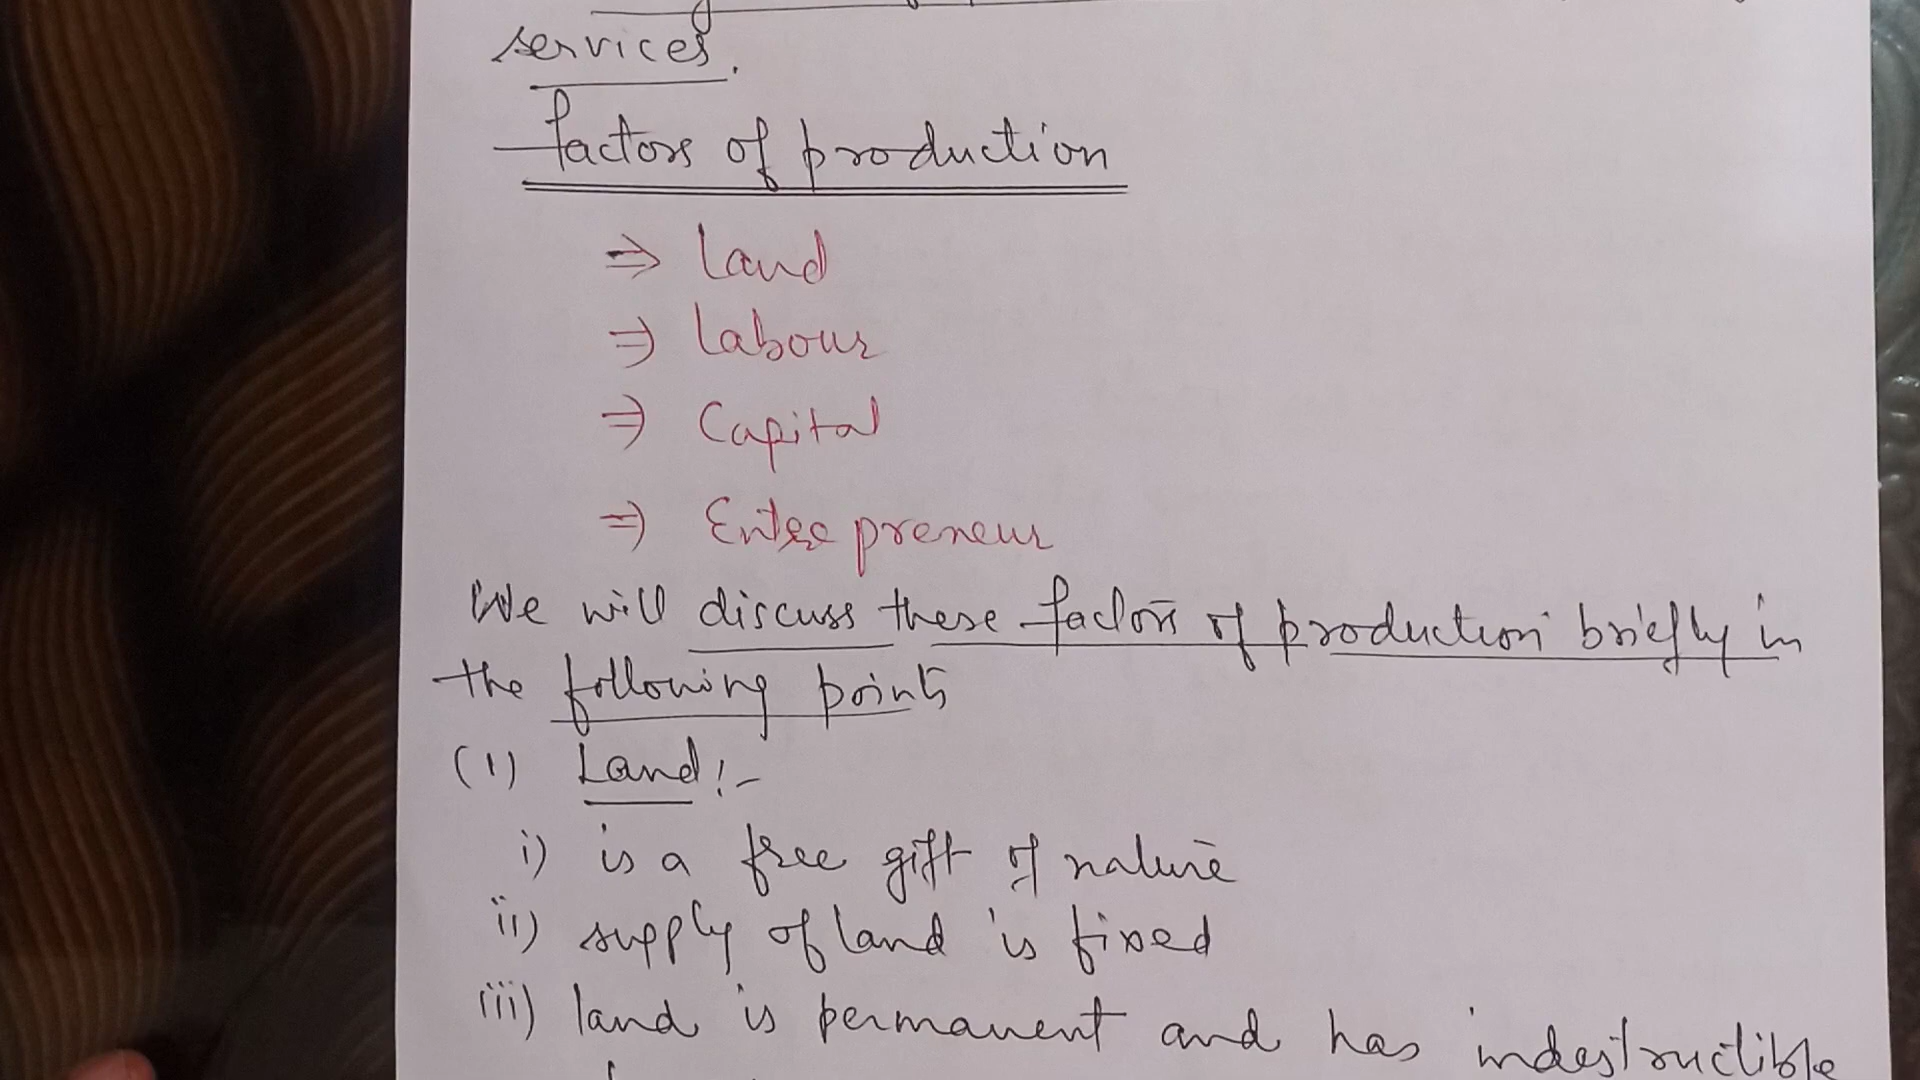 services.
factors of production
⇒ Land
⇒ Labour
⇒ Capital
⇒ Entre preneur
We will discuss these factors of production briefly in
the following points
(1) Land :-
i) is a free gift of nature
ii) supply of land is fixed
iii) land is permanent and has indestructible